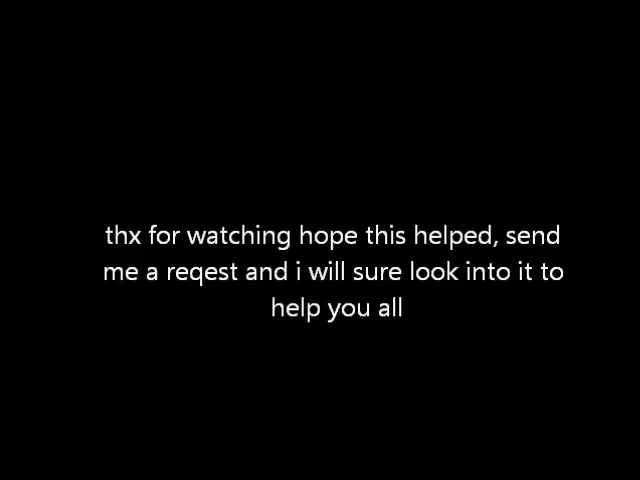 thx for watching hope this helped, send
me a reqest and i will sure look into it to
help you all